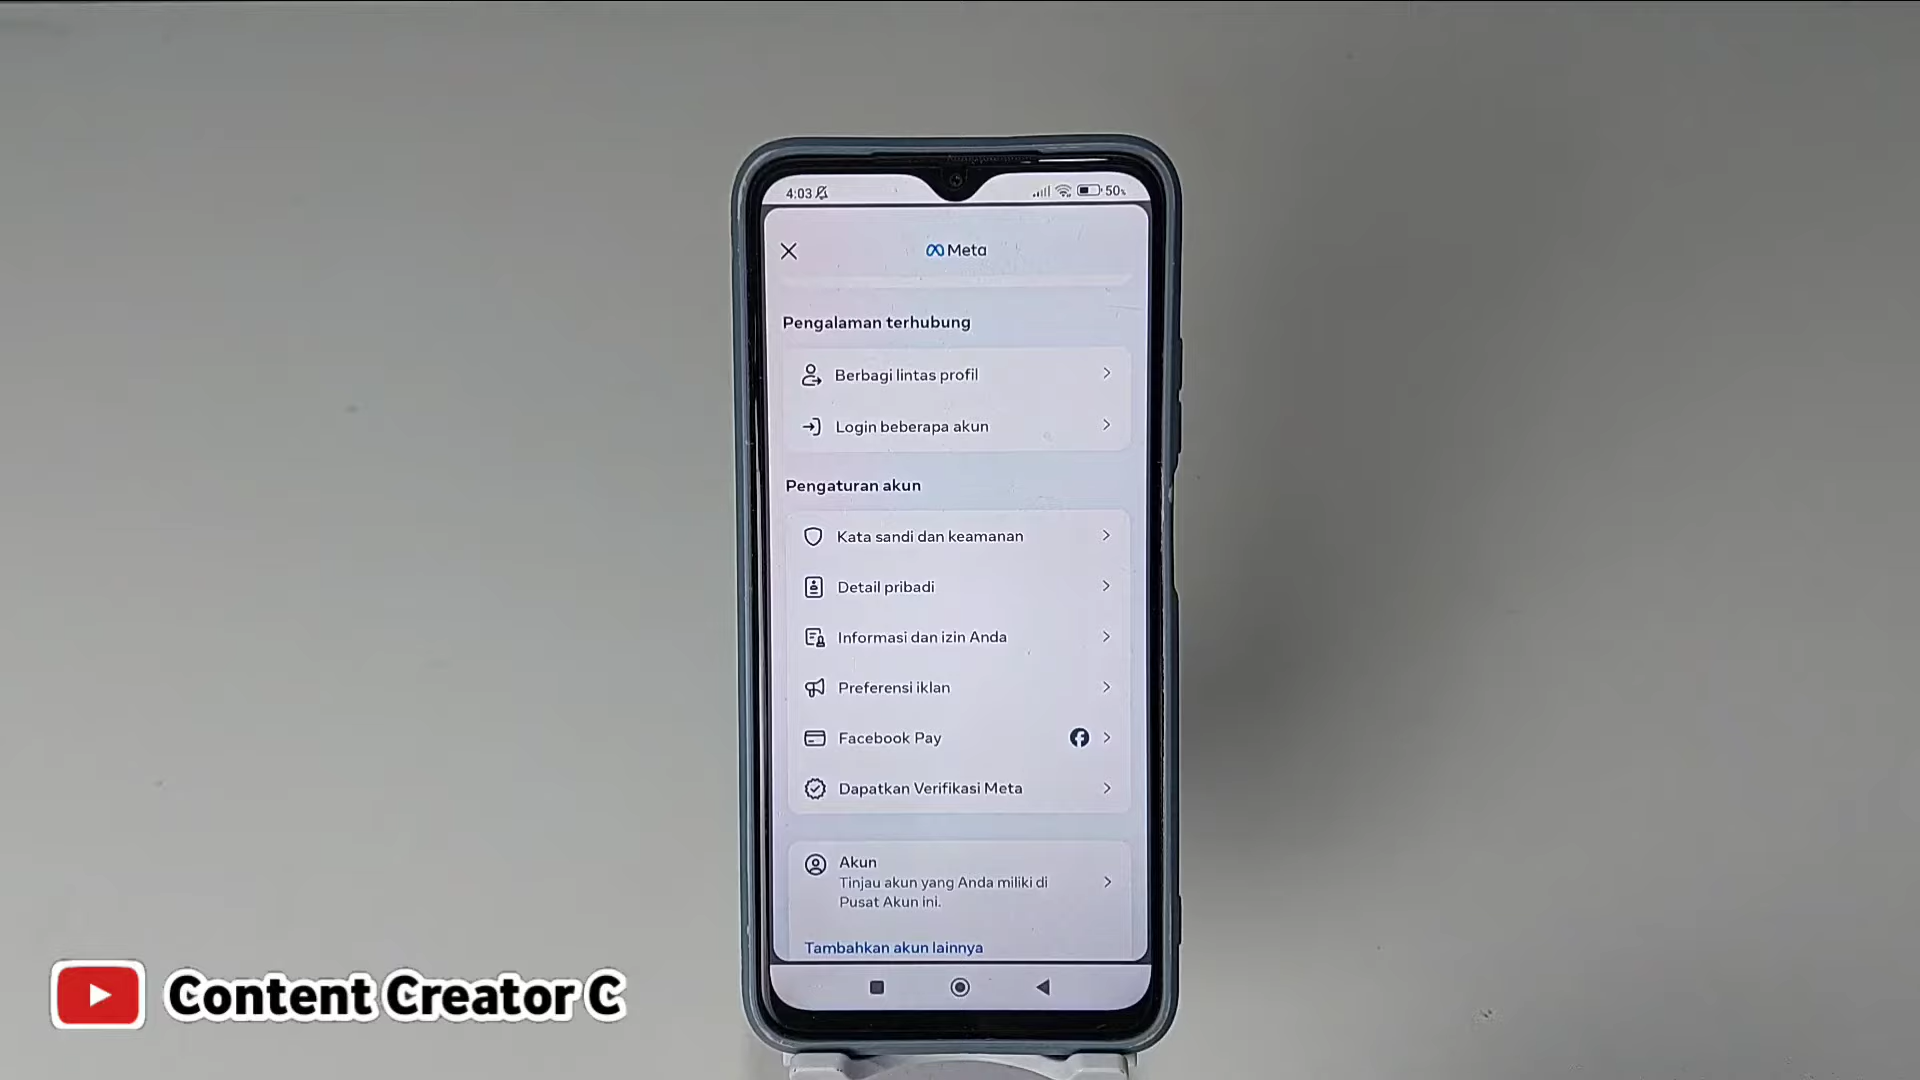 4:03
50%
Meta
Pengalaman terhubung
Berbagi lintas profil
Login beberapa akun
Pengaturan akun
Kata sandi dan keamanan
Detail pribadi
Informasi dan izin Anda
Preferensi iklan
Facebook Pay
Dapatkan Verifikasi Meta
Akun
Tinjau akun yang Anda miliki di
Pusat Akun ini.
Tambahkan akun lainnya
Content Creator C